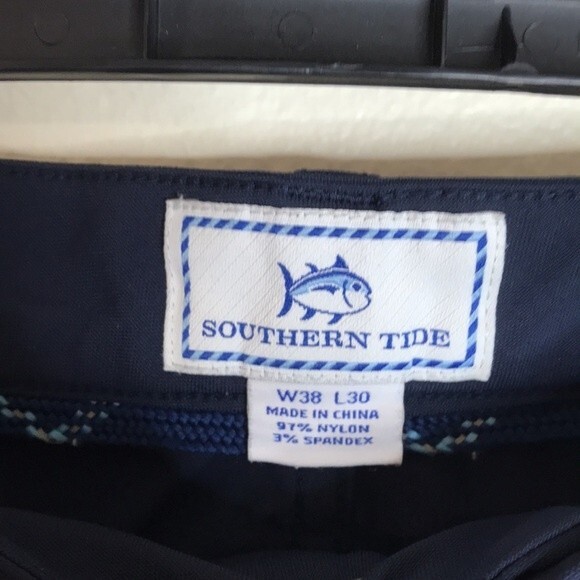 SOUTHERN TIDE
W38 L30
MADE IN CHINA
97% NYLON
3% SPANDEX